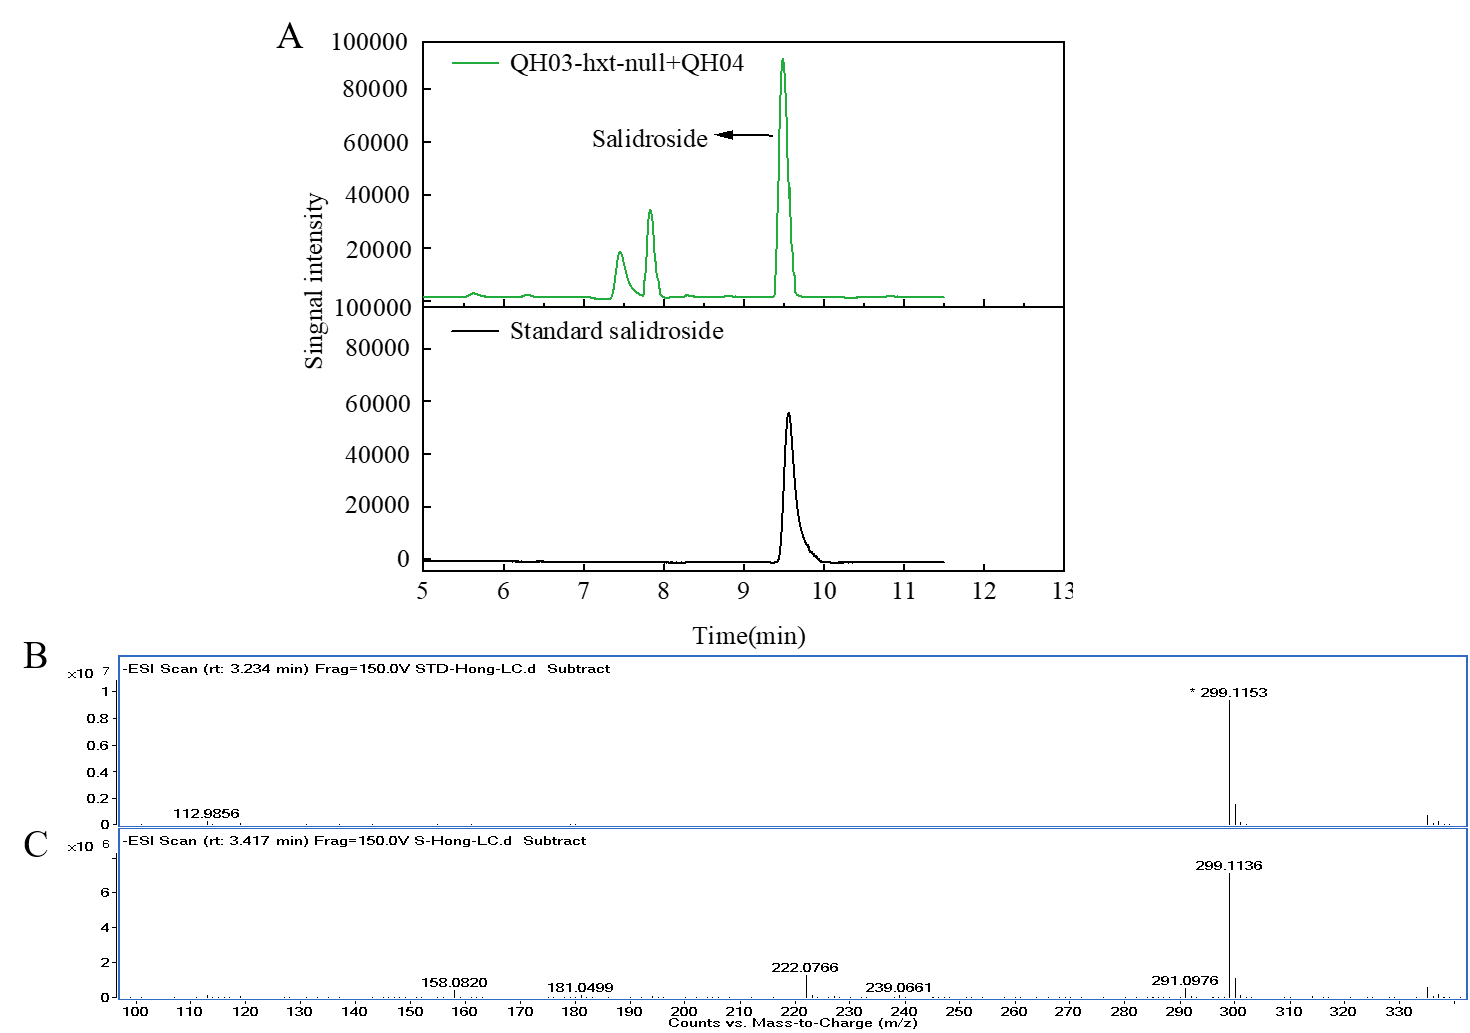 A
100000
QH03-hxt-null+QH04
80000
Salidroside
60000
40000
20000
Singnal intensity
100000
Standard salidroside
80000
60000
40000
20000
0
5 6 7 8 9 10 11 12 13
Time(min)
B
×10 7
-ESI Scan (rt: 3.234 min) Frag=150.0V STD-Hong-LC.d Subtract
1
* 299.1153
0.8
0.6
0.4
0.2
112.9856
0
C
×10 6
-ESI Scan (rt: 3.417 min) Frag=150.0V S-Hong-LC.d Subtract
299.1136
6
4
2
222.0766
158.0820
181.0499
239.0661
291.0976
0
100 110 120 130 140 150 160 170 180 190 200 210 220 230 240 250 260 270 280 290 300 310 320 330
Counts vs. Mass-to-Charge (m/z)